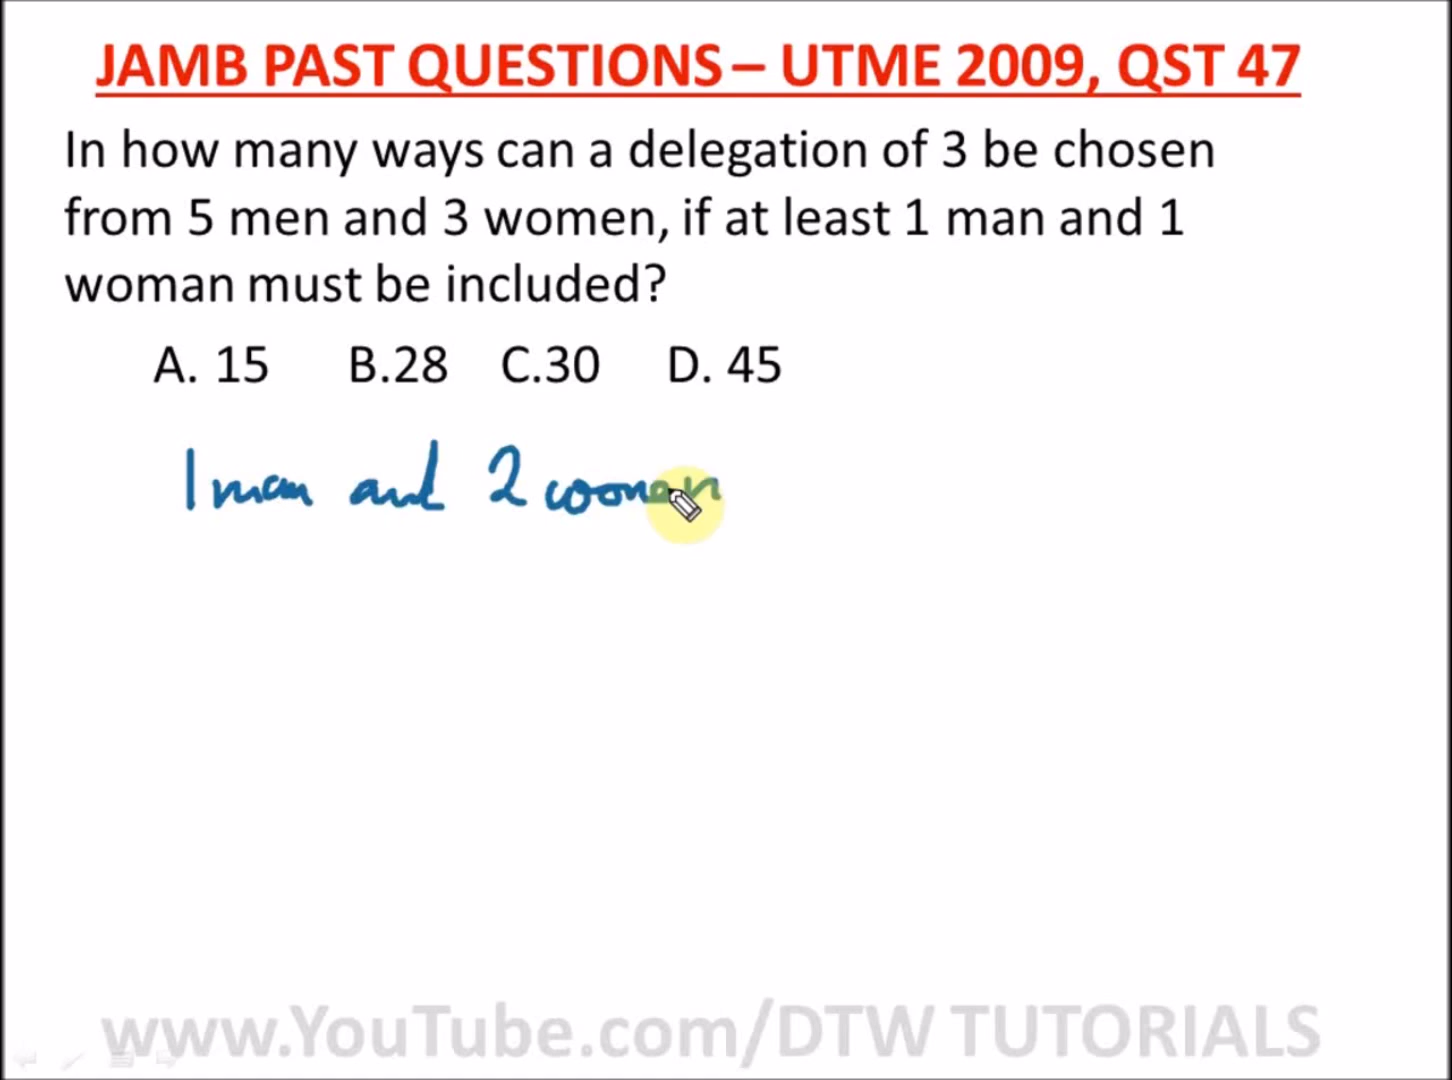 JAMB PAST QUESTIONS – UTME 2009, QST 47
In how many ways can a delegation of 3 be chosen
from 5 men and 3 women, if at least 1 man and 1
woman must be included?
A. 15 B.28 C.30 D. 45
1 man and 2 women
www.YouTube.com/DTW TUTORIALS